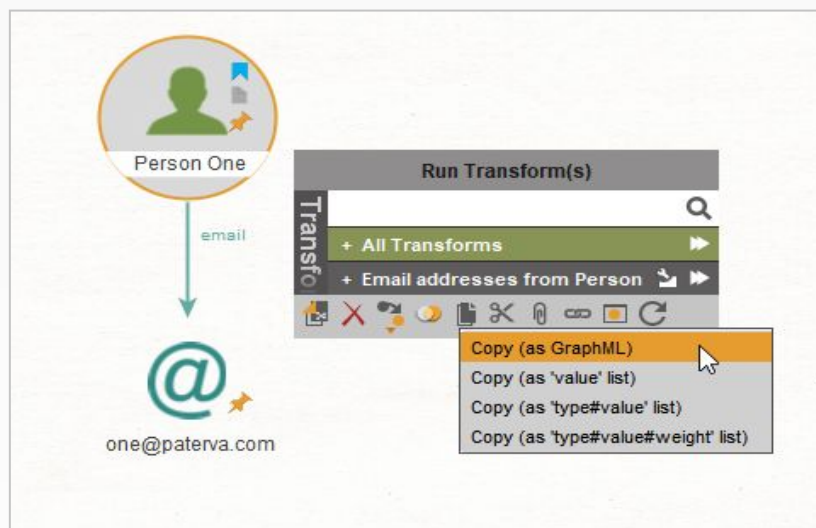 Person One
email
@
one@paterva.com
Run Transform(s)
Transfo
+ All Transforms
+ Email addresses from Person
Copy (as GraphML)
Copy (as 'value' list)
Copy (as 'type#value' list)
Copy (as 'type#value#weight' list)